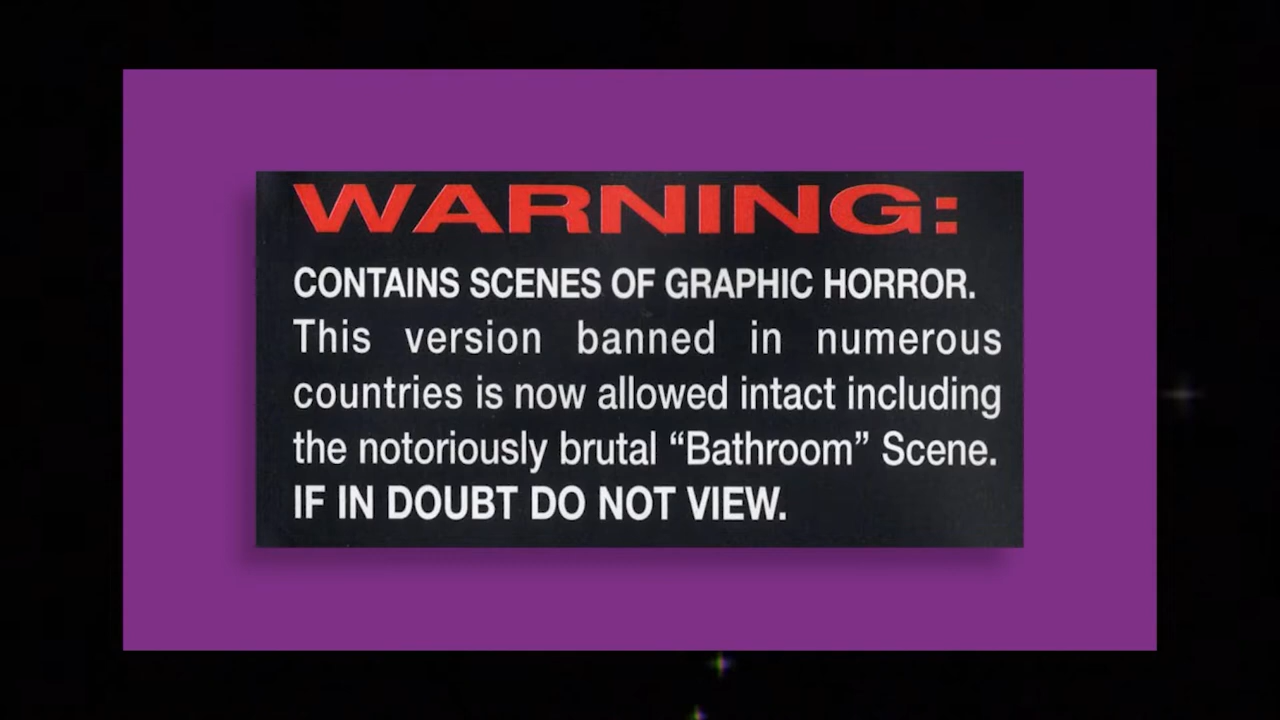 WARNING:
CONTAINS SCENES OF GRAPHIC HORROR.
This version banned in numerous
countries is now allowed intact including
the notoriously brutal “Bathroom” Scene.
IF IN DOUBT DO NOT VIEW.